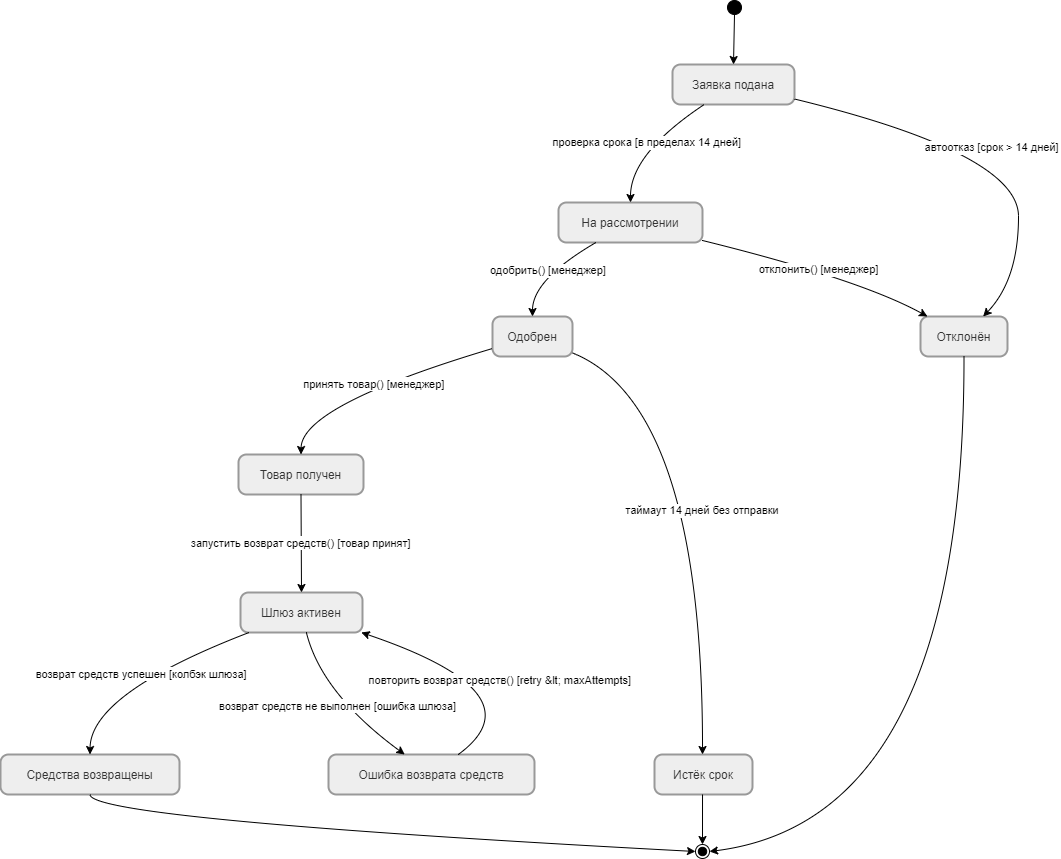 Заявка подана
проверка срока [в пределах 14 дней]
автоотказ [срок > 14 дней]
На рассмотрении
одобрить() [менеджер]
отклонить() [менеджер]
Одобрен
Отклонён
принять товар() [менеджер]
Товар получен
таймаут 14 дней без отправки
запустить возврат средств() [товар принят]
Шлюз активен
возврат средств успешен [колбэк шлюза]
повторить возврат средств() [retry &lt; maxAttempts]
возврат средств не выполнен [ошибка шлюза]
Средства возвращены
Ошибка возврата средств
Истёк срок